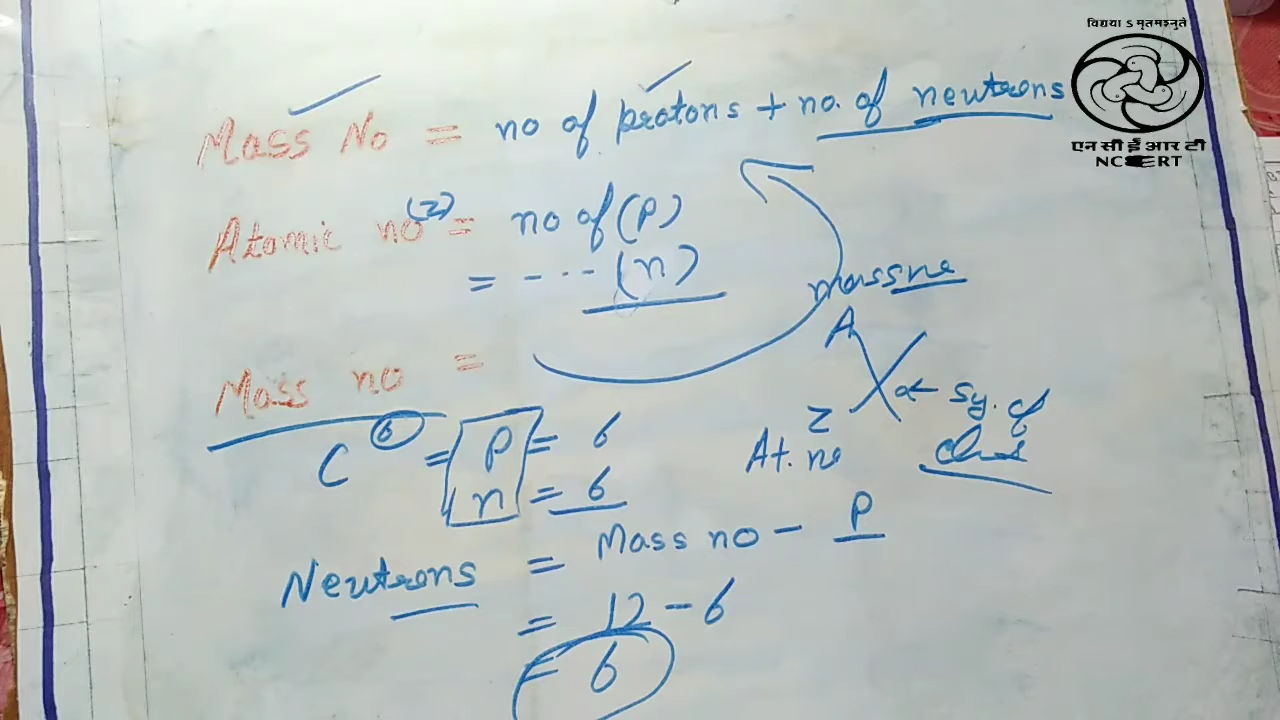 विद्यया ऽ मृतमश्नुते
एन सी ई आर टी
NCERT
Mass No = no of protons + no. of neutrons
Atomic no (Z) = no of (P)
= - - - - (n)
mass no
A
X ← Sy. of
Z
At. no
Mass no =
C 6 = P = 6
n = 6
Neutrons = Mass no - P
= 12 - 6
= 6